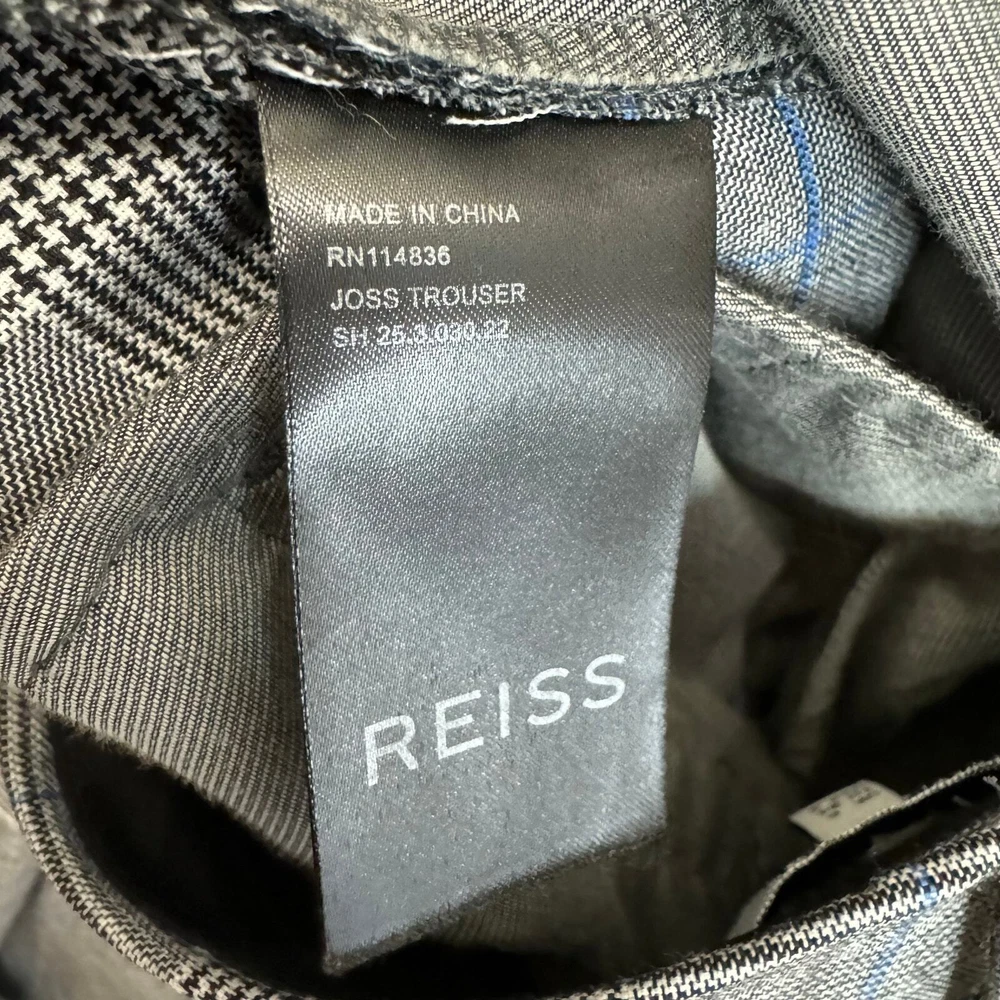 MADE IN CHINA
RN114836
JOSS TROUSER
SH 25.3.030.22
REISS